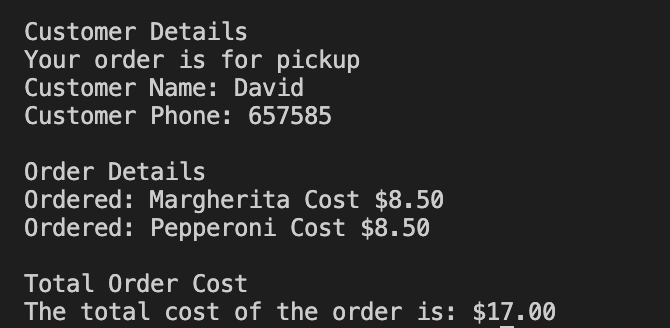 Customer Details
Your order is for pickup
Customer Name: David
Customer Phone: 657585
Order Details
Ordered: Margherita Cost $8.50
Ordered: Pepperoni Cost $8.50
Total Order Cost
The total cost of the order is: $17.00